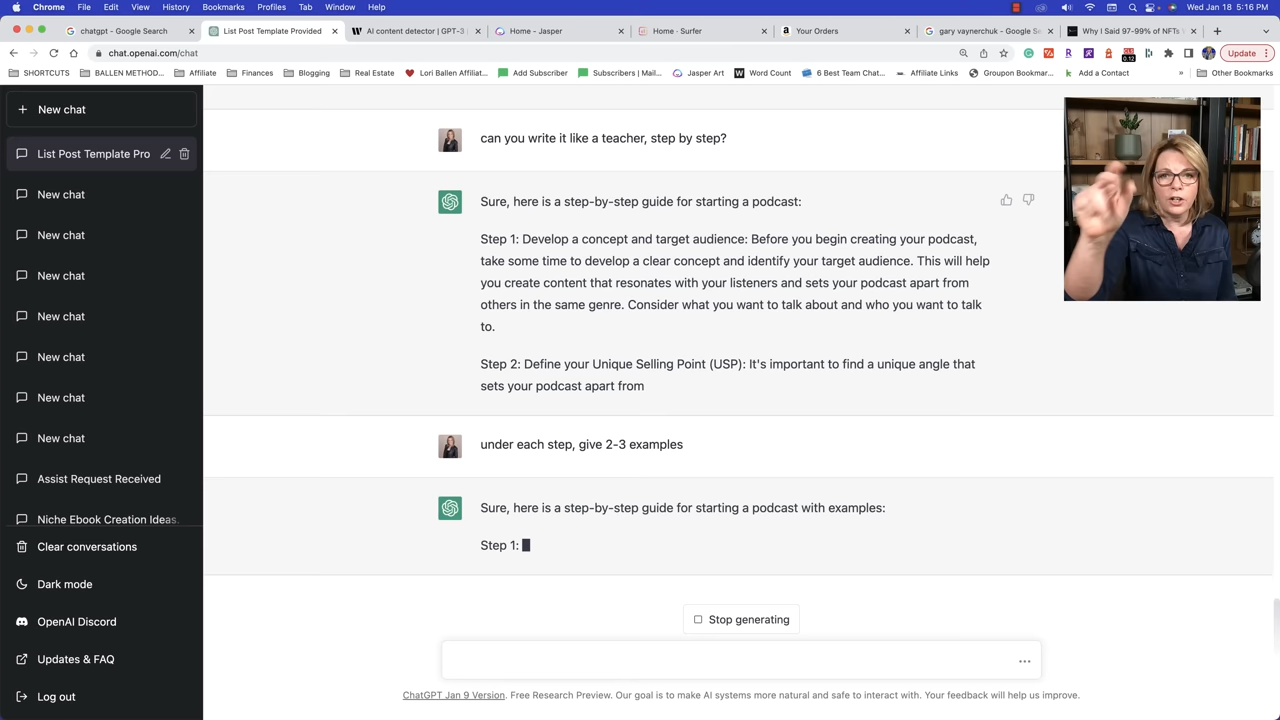 Chrome File Edit View History Bookmarks Profiles Tab Window Help Wed Jan 18 5:16 PM
chatgpt - Google Search List Post Template Provided AI content detector | GPT-3 | Home - Jasper Home - Surfer Your Orders gary vaynerchuk - Google Se Why I Said 97-99% of NFTs W
chat.openai.com/chat Update
SHORTCUTS BALLEN METHOD... Affiliate Finances Blogging Real Estate Lori Ballen Affiliat... Add Subscriber Subscribers | Mail... Jasper Art Word Count 6 Best Team Chat... Affiliate Links Groupon Bookmar... Add a Contact » Other Bookmarks
0.12
New chat
List Post Template Pro
New chat
New chat
New chat
New chat
New chat
New chat
New chat
Assist Request Received
Niche Ebook Creation Ideas.
Clear conversations
Dark mode
OpenAI Discord
Updates & FAQ
Log out
can you write it like a teacher, step by step?
Sure, here is a step-by-step guide for starting a podcast:
Step 1: Develop a concept and target audience: Before you begin creating your podcast,
take some time to develop a clear concept and identify your target audience. This will help
you create content that resonates with your listeners and sets your podcast apart from
others in the same genre. Consider what you want to talk about and who you want to talk
to.
Step 2: Define your Unique Selling Point (USP): It's important to find a unique angle that
sets your podcast apart from
under each step, give 2-3 examples
Sure, here is a step-by-step guide for starting a podcast with examples:
Step 1:
Stop generating
ChatGPT Jan 9 Version. Free Research Preview. Our goal is to make AI systems more natural and safe to interact with. Your feedback will help us improve.